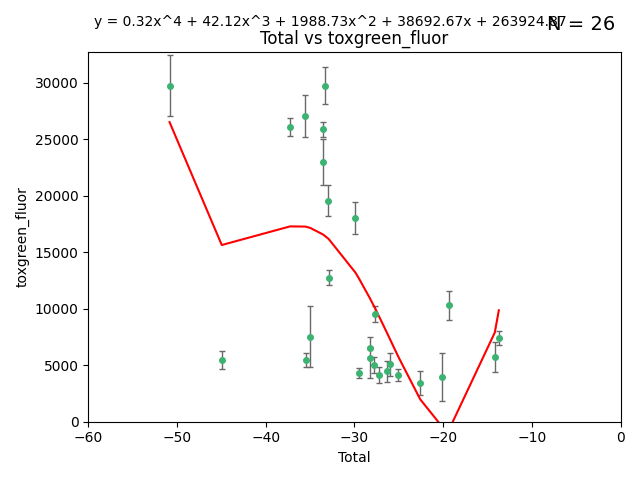 y = 0.32x^4 + 42.12x^3 + 1988.73x^2 + 38692.67x + 263924.87
N = 26
Total vs toxgreen_fluor
30000
25000
20000
15000
10000
5000
0
toxgreen_fluor
−60 −50 −40 −30 −20 −10 0
Total